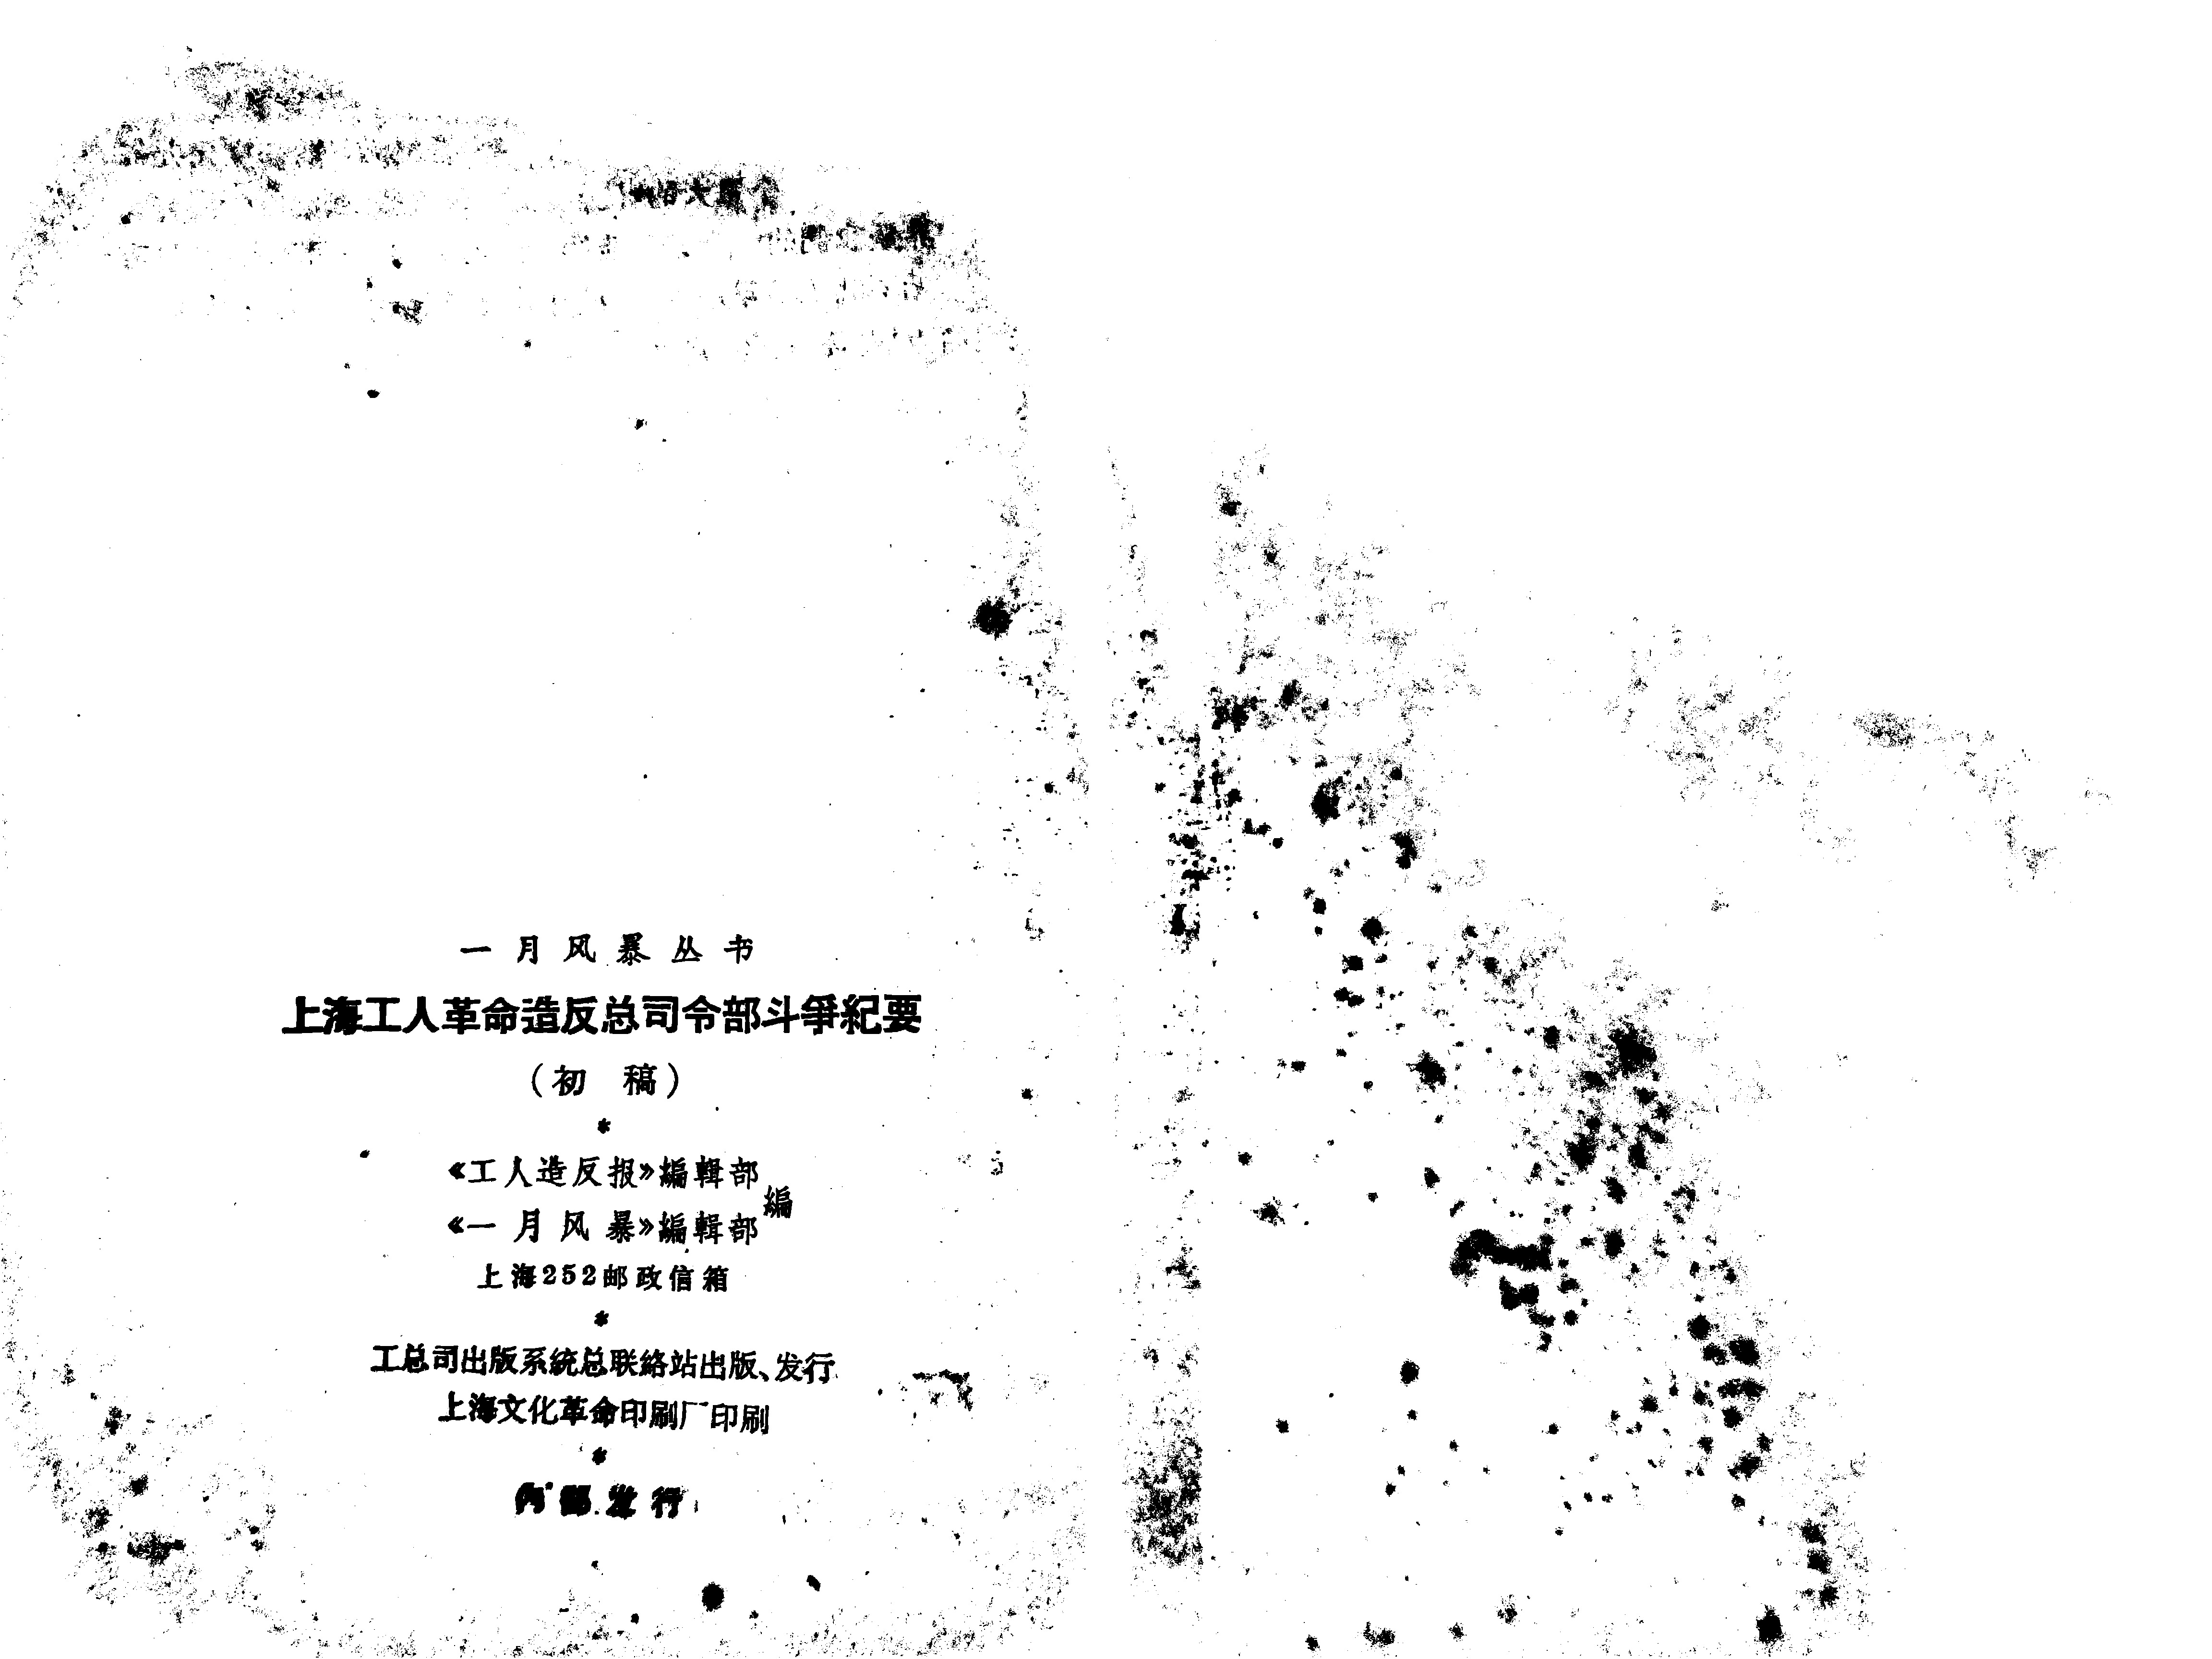 一月风暴丛书
上海工人革命造反总司令部斗爭紀要
（初 稿）
*
《工人造反报》編輯部
編
《一月风暴》編輯部
上海252邮政信箱
*
工总司出版系統总联絡站出版、发行
上海文化革命印刷厂印刷
*
内部发行